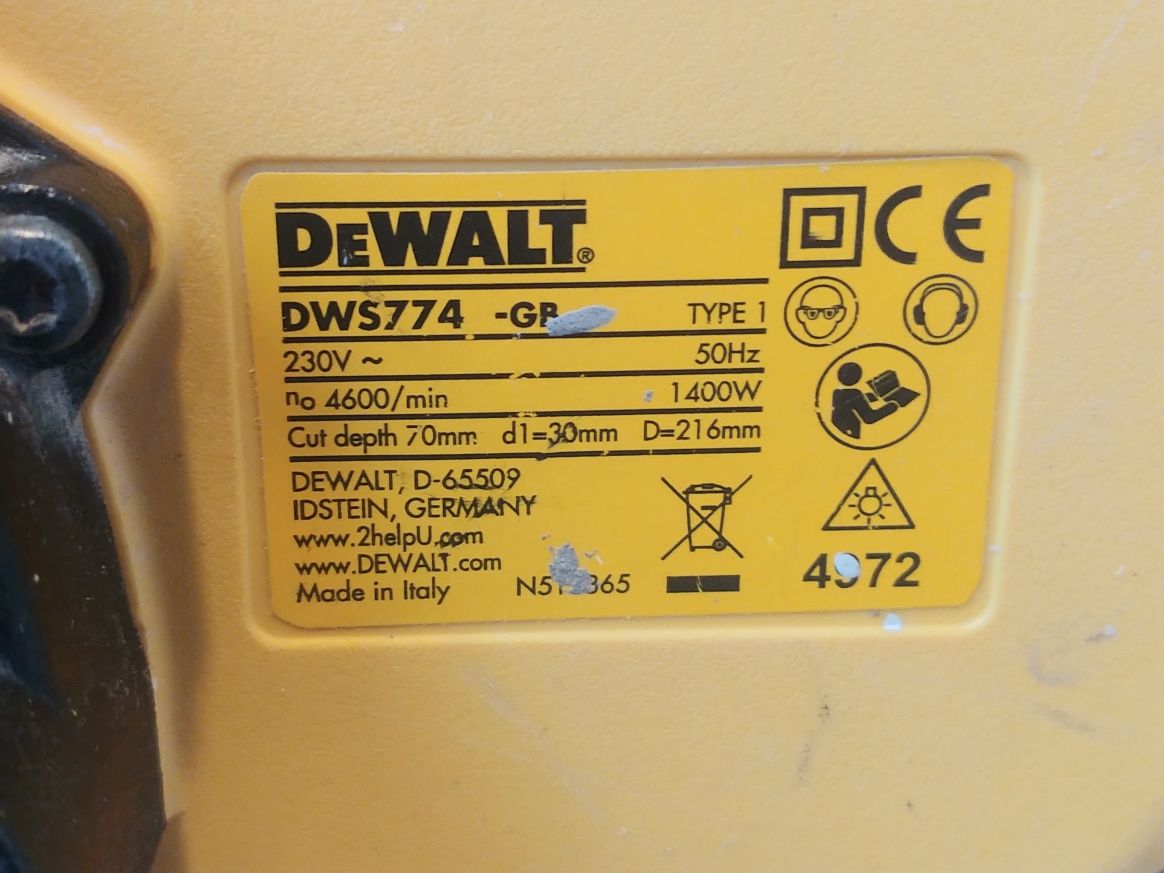 DEWALT®
DWS774 -GB TYPE 1
230V ~ 50Hz
no 4600/min 1400W
Cut depth 70mm d1=30mm D=216mm
DEWALT, D-65509
IDSTEIN, GERMANY
www.2helpU.com
www.DEWALT.com
Made in Italy
CE